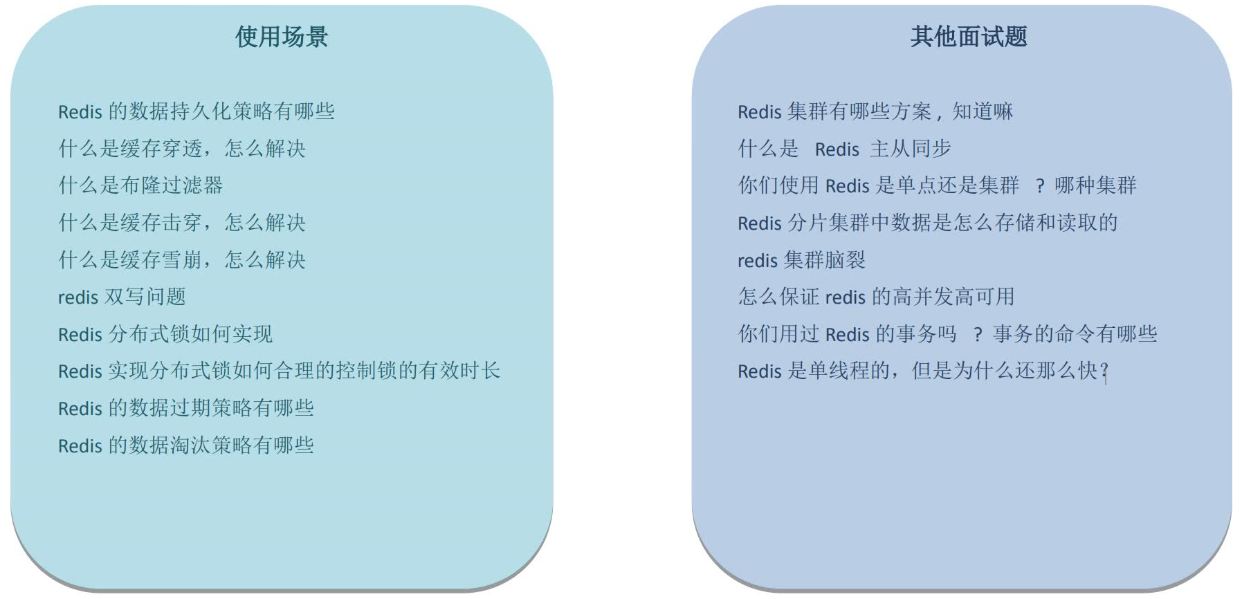 使用场景
Redis 的数据持久化策略有哪些
什么是缓存穿透，怎么解决
什么是布隆过滤器
什么是缓存击穿，怎么解决
什么是缓存雪崩，怎么解决
redis 双写问题
Redis 分布式锁如何实现
Redis 实现分布式锁如何合理的控制锁的有效时长
Redis 的数据过期策略有哪些
Redis 的数据淘汰策略有哪些
其他面试题
Redis 集群有哪些方案, 知道嘛
什么是 Redis 主从同步
你们使用 Redis 是单点还是集群 ? 哪种集群
Redis 分片集群中数据是怎么存储和读取的
redis 集群脑裂
怎么保证 redis 的高并发高可用
你们用过 Redis 的事务吗 ? 事务的命令有哪些
Redis 是单线程的，但是为什么还那么快?